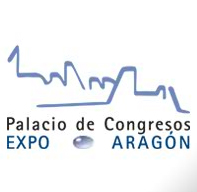 Palacio de Congresos
EXPO ARAGÓN